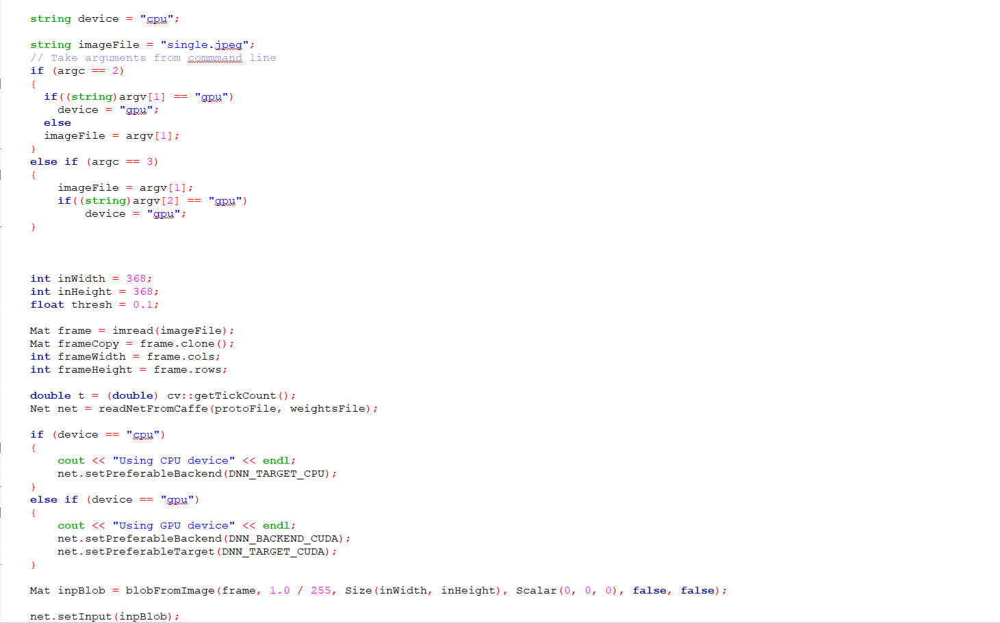 string device = "cpu";
string imageFile = "single.jpeg";
// Take arguments from commmand line
if (argc == 2)
{
if((string)argv[1] == "gpu")
device = "gpu";
else
imageFile = argv[1];
}
else if (argc == 3)
{
imageFile = argv[1];
if((string)argv[2] == "gpu")
device = "gpu";
}
int inWidth = 368;
int inHeight = 368;
float thresh = 0.1;
Mat frame = imread(imageFile);
Mat frameCopy = frame.clone();
int frameWidth = frame.cols;
int frameHeight = frame.rows;
double t = (double) cv::getTickCount();
Net net = readNetFromCaffe(protoFile, weightsFile);
if (device == "cpu")
{
cout << "Using CPU device" << endl;
net.setPreferableBackend(DNN_TARGET_CPU);
}
else if (device == "gpu")
{
cout << "Using GPU device" << endl;
net.setPreferableBackend(DNN_BACKEND_CUDA);
net.setPreferableTarget(DNN_TARGET_CUDA);
}
Mat inpBlob = blobFromImage(frame, 1.0 / 255, Size(inWidth, inHeight), Scalar(0, 0, 0), false, false);
net.setInput(inpBlob);